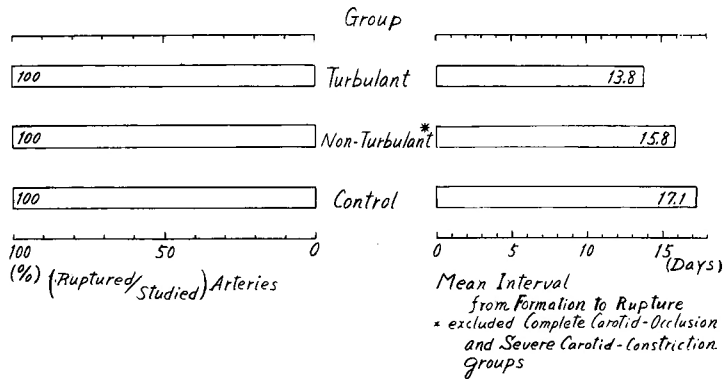 Group
100 Turbulant 13.8
100 Non-Turbulant* 15.8
100 Control 17.1
100 50 0
0 5 10 15
(%) (Ruptured/Studied) Arteries
(Days)
Mean Interval
from Formation to Rupture
* excluded Complete Carotid-Occlusion
and Severe Carotid-Constriction
groups